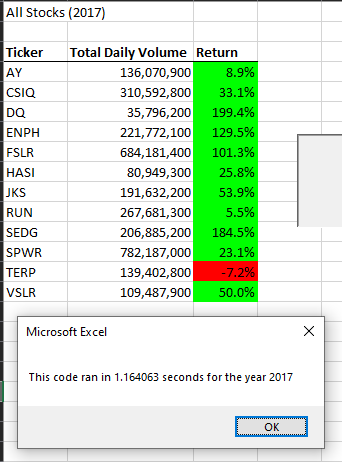 All Stocks (2017)
Ticker Total Daily Volume Return
AY 136,070,900 8.9%
CSIQ 310,592,800 33.1%
DQ 35,796,200 199.4%
ENPH 221,772,100 129.5%
FSLR 684,181,400 101.3%
HASI 80,949,300 25.8%
JKS 191,632,200 53.9%
RUN 267,681,300 5.5%
SEDG 206,885,200 184.5%
SPWR 782,187,000 23.1%
TERP 139,402,800 -7.2%
VSLR 109,487,900 50.0%
Microsoft Excel
This code ran in 1.164063 seconds for the year 2017
OK